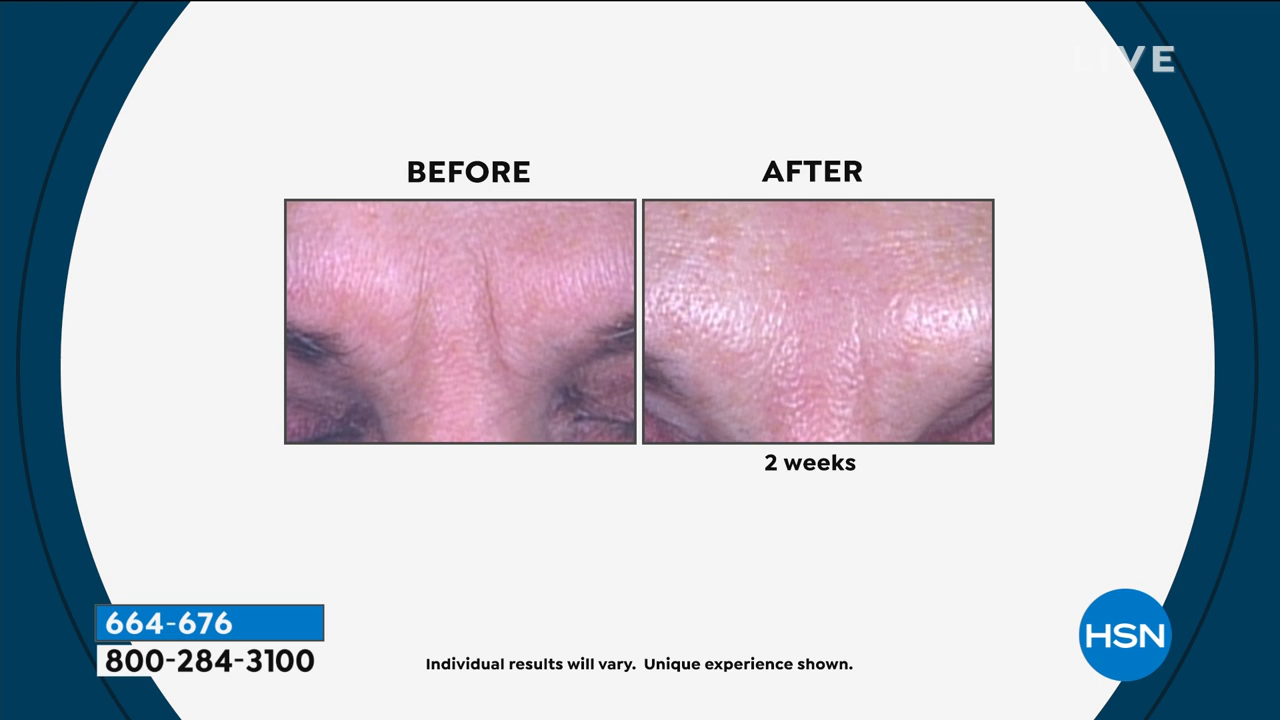 LIVE
BEFORE
AFTER
2 weeks
664-676
800-284-3100
Individual results will vary. Unique experience shown.
HSN